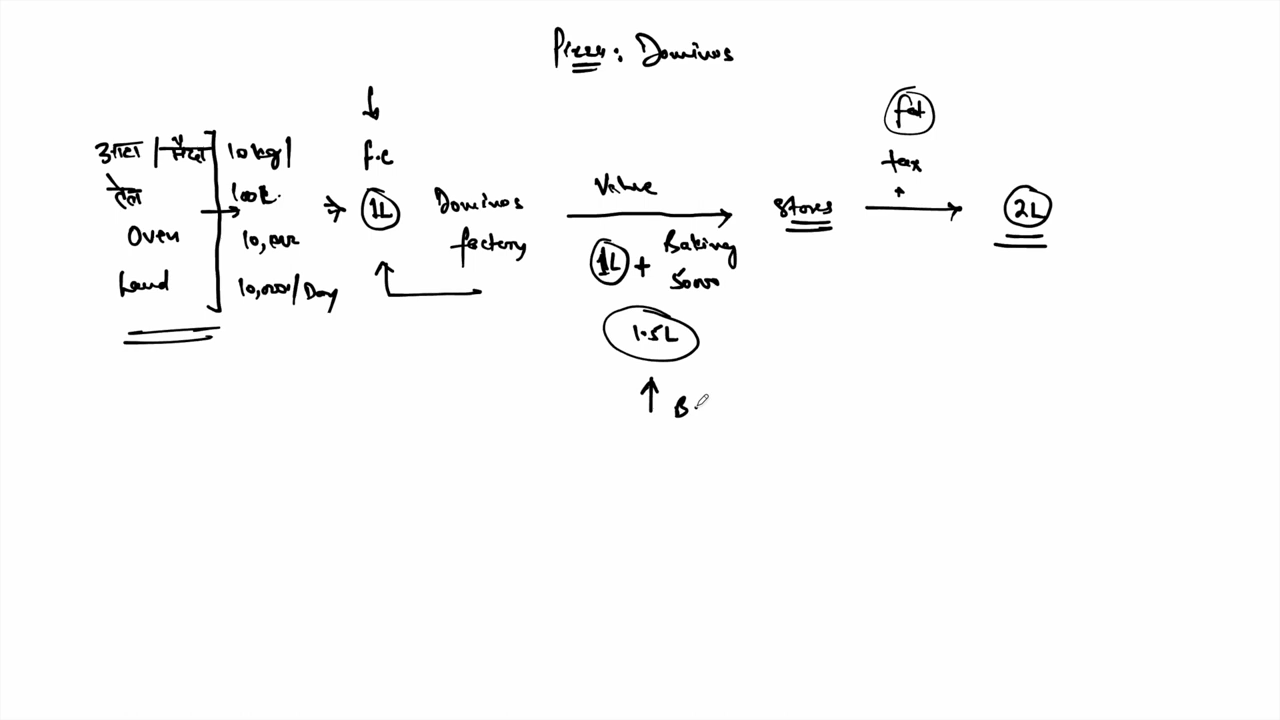 Pizza: Dominos
आटा | मैदा 10kg|
तेल 100k.
Oven 10,000
Land 10,000/Day
f.c
1L
Dominos
factory
Value
1L + Baking
50000
1.5L
B
Stores
tax
+
2L